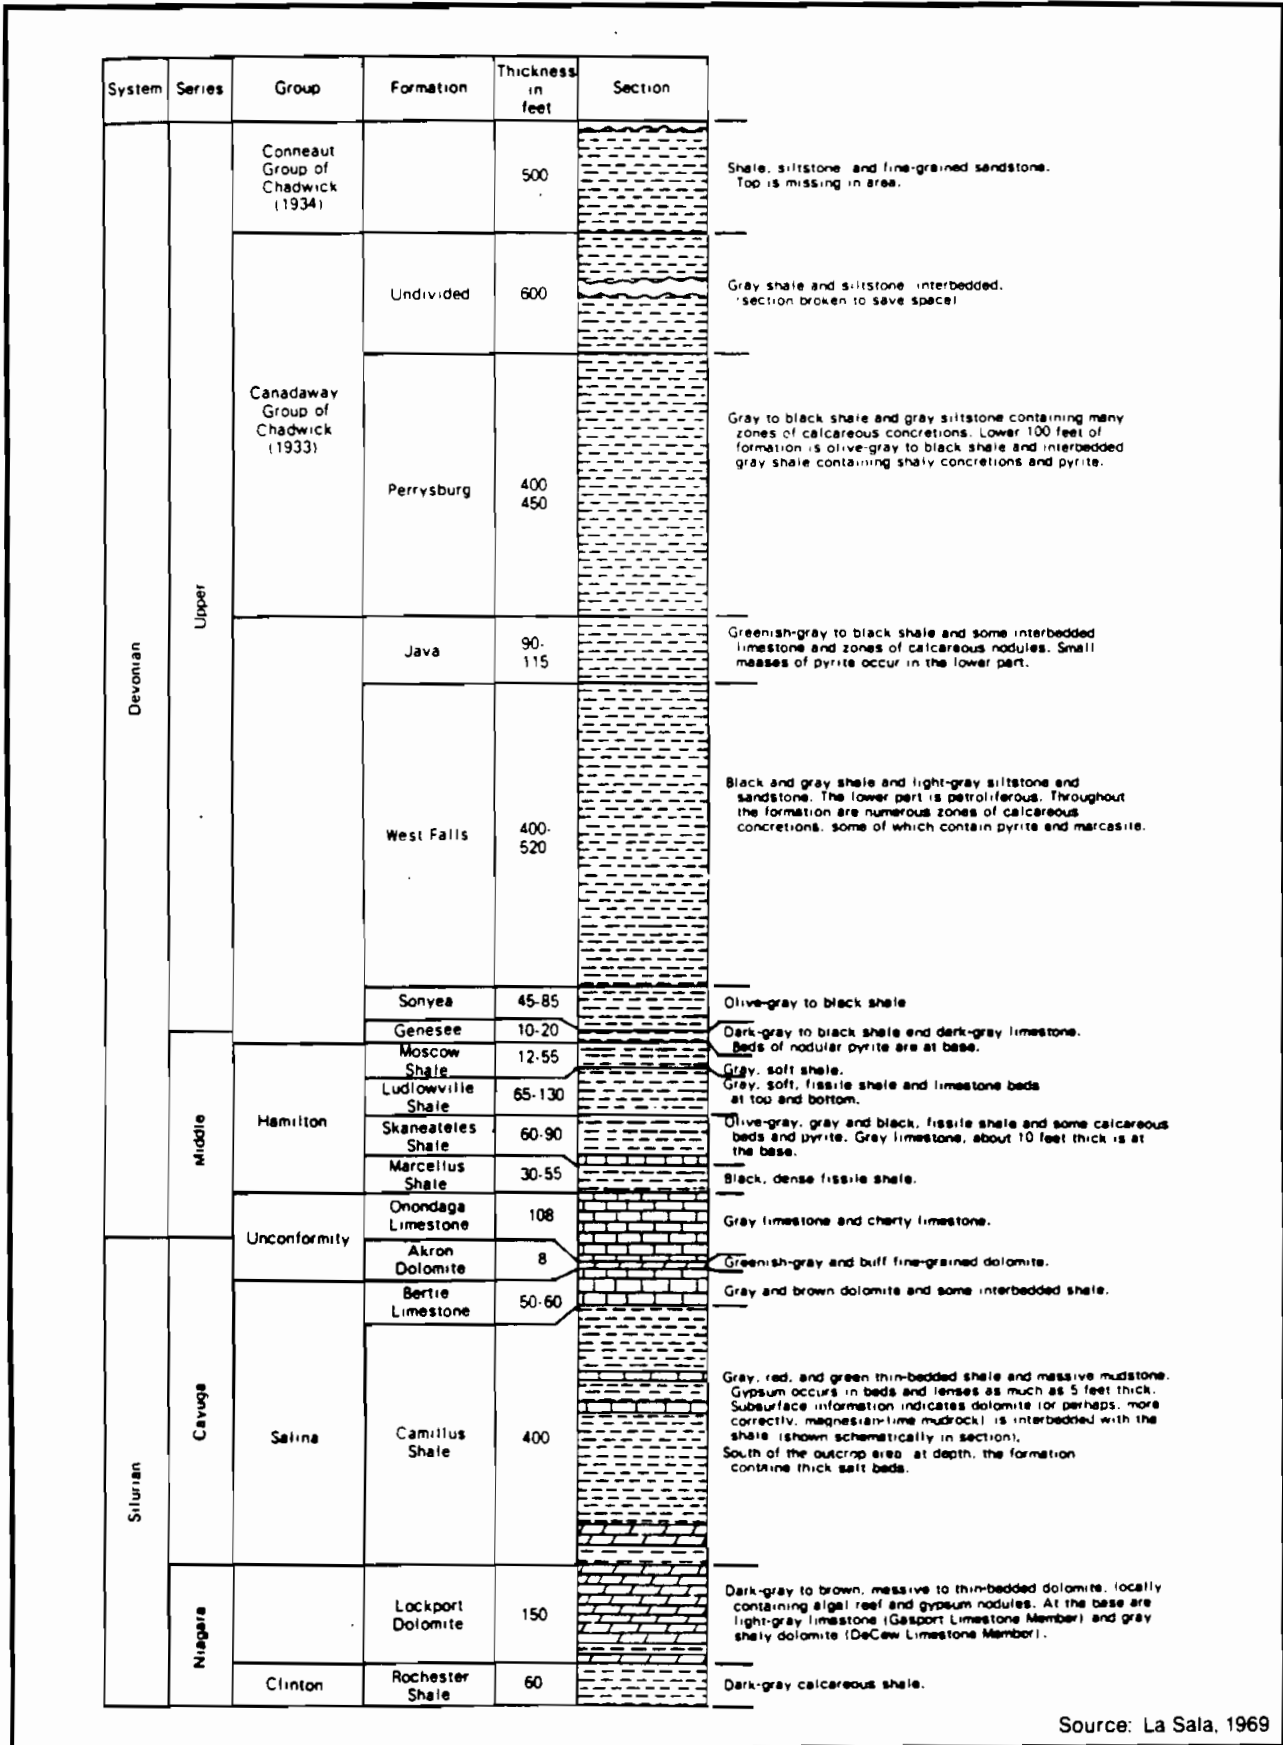 System Series Group Formation Thickness in feet Section
Devonian
Upper
Conneaut
Group of
Chadwick
(1934)
500
Shale, siltstone and fine-grained sandstone.
Top is missing in area.
Canadaway
Group of
Chadwick
(1933)
Undivided
600
Gray shale and siltstone interbedded.
(section broken to save space)
Perrysburg
400
450
Gray to black shale and gray siltstone containing many
zones of calcareous concretions. Lower 100 feet of
formation is olive-gray to black shale and interbedded
gray shale containing shaly concretions and pyrite.
Java
90-
115
Greenish-gray to black shale and some interbedded
limestone and zones of calcareous nodules. Small
masses of pyrite occur in the lower part.
West Falls
400-
520
Black and gray shale and light-gray siltstone and
sandstone. The lower part is petroliferous. Throughout
the formation are numerous zones of calcareous
concretions, some of which contain pyrite and marcasite.
Sonyea
45-85
Olive-gray to black shale
Genesee
10-20
Dark-gray to black shale and dark-gray limestone.
Beds of nodular pyrite are at base.
Middle
Hamilton
Moscow
Shale
12-55
Gray, soft shale.
Ludlowville
Shale
65-130
Gray, soft, fissile shale and limestone beds
at top and bottom.
Skaneateles
Shale
60-90
Olive-gray, gray and black, fissile shale and some calcareous
beds and pyrite. Gray limestone, about 10 feet thick is at
the base.
Marcellus
Shale
30-55
Black, dense fissile shale.
Unconformity
Onondaga
Limestone
108
Gray limestone and cherty limestone.
Silurian
Cayuga
Akron
Dolomite
8
Greenish-gray and buff fine-grained dolomite.
Salina
Bertie
Limestone
50-60
Gray and brown dolomite and some interbedded shale.
Camillus
Shale
400
Gray, red, and green thin-bedded shale and massive mudstone.
Gypsum occurs in beds and lenses as much as 5 feet thick.
Subsurface information indicates dolomite (or perhaps, more
correctly, magnesian-lime mudrock) is interbedded with the
shale (shown schematically in section).
South of the outcrop area at depth, the formation
contains thick salt beds.
Niagara
Lockport
Dolomite
150
Dark-gray to brown, massive to thin-bedded dolomite, locally
containing algal reef and gypsum nodules. At the base are
light-gray limestone (Gasport Limestone Member) and gray
shaly dolomite (DeCew Limestone Member).
Clinton
Rochester
Shale
60
Dark-gray calcareous shale.
Source: La Sala, 1969